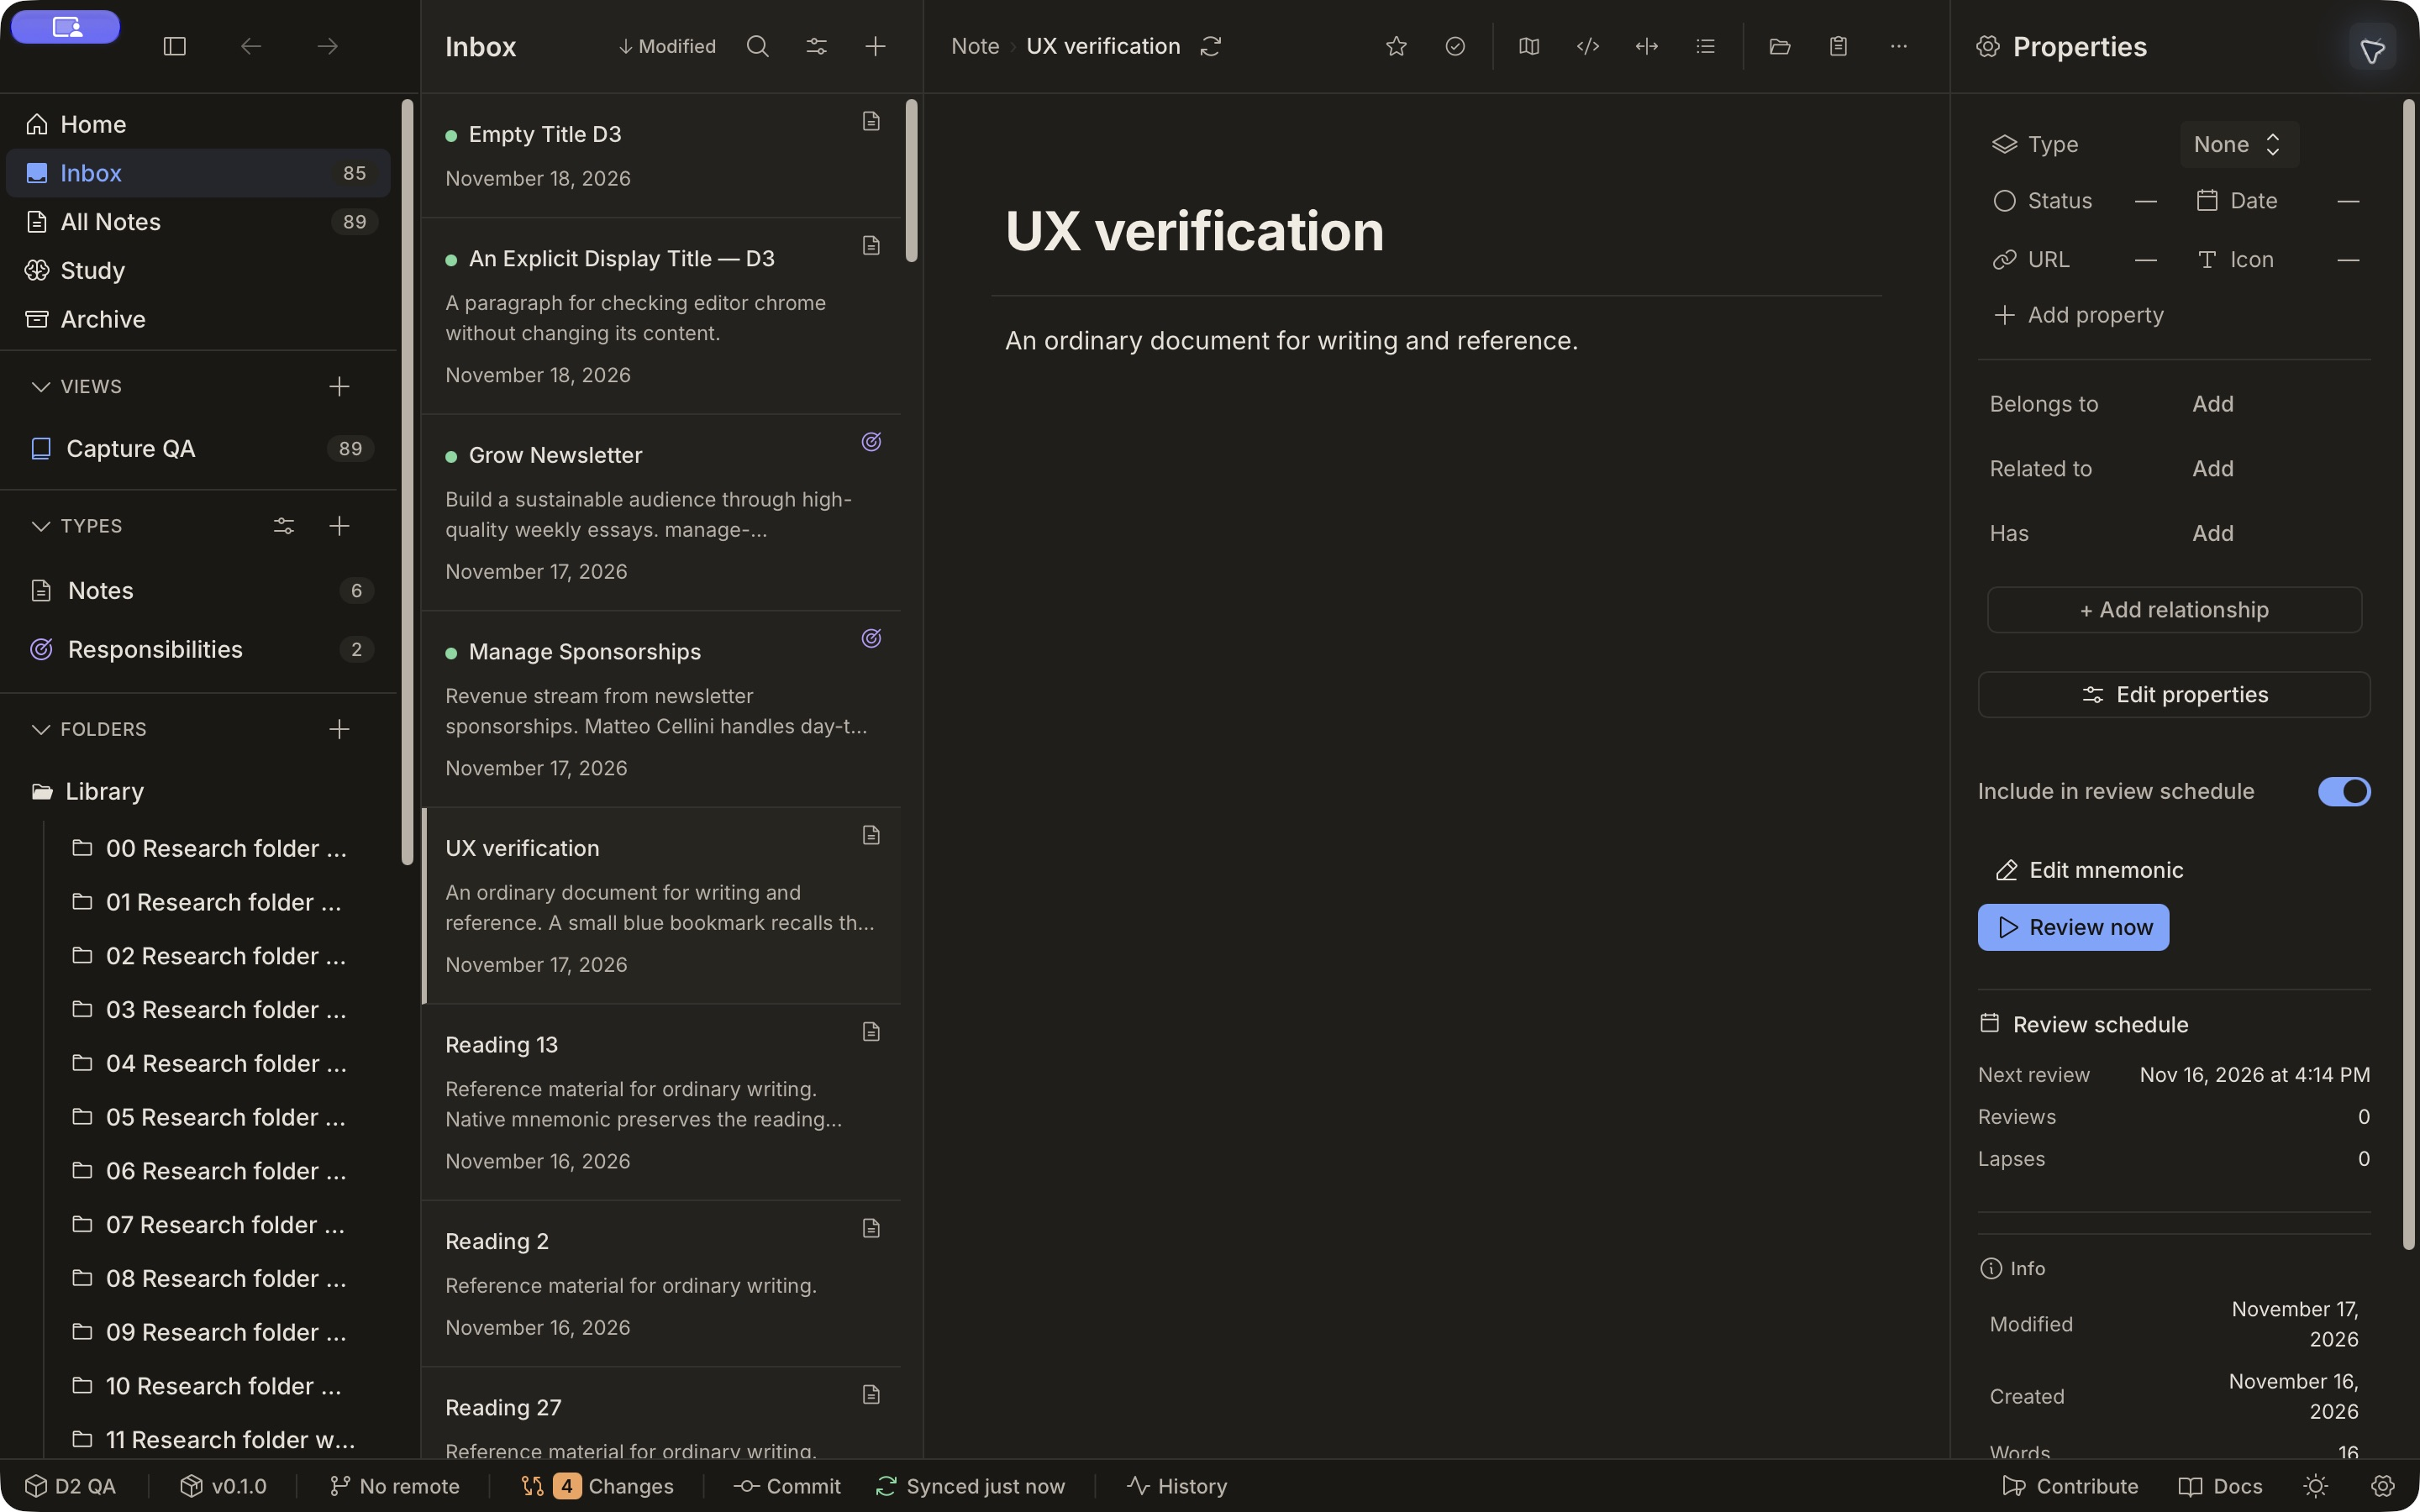 Home
Inbox 85
All Notes 89
Study
Archive
VIEWS
Capture QA 89
TYPES
Notes 6
Responsibilities 2
FOLDERS
Library
00 Research folder ...
01 Research folder ...
02 Research folder ...
03 Research folder ...
04 Research folder ...
05 Research folder ...
06 Research folder ...
07 Research folder ...
08 Research folder ...
09 Research folder ...
10 Research folder ...
11 Research folder w...
Inbox
Modified
Empty Title D3
November 18, 2026
An Explicit Display Title — D3
A paragraph for checking editor chrome
without changing its content.
November 18, 2026
Grow Newsletter
Build a sustainable audience through high-
quality weekly essays. manage-...
November 17, 2026
Manage Sponsorships
Revenue stream from newsletter
sponsorships. Matteo Cellini handles day-t...
November 17, 2026
UX verification
An ordinary document for writing and
reference. A small blue bookmark recalls th...
November 17, 2026
Reading 13
Reference material for ordinary writing.
Native mnemonic preserves the reading...
November 16, 2026
Reading 2
Reference material for ordinary writing.
November 16, 2026
Reading 27
Reference material for ordinary writing.
Note › UX verification
UX verification
An ordinary document for writing and reference.
Properties
Type None
Status — Date —
URL — Icon —
Add property
Belongs to Add
Related to Add
Has Add
+ Add relationship
Edit properties
Include in review schedule
Edit mnemonic
Review now
Review schedule
Next review Nov 16, 2026 at 4:14 PM
Reviews 0
Lapses 0
Info
Modified November 17,
2026
Created November 16,
2026
Words 16
D2 QA
v0.1.0
No remote
4 Changes
Commit
Synced just now
History
Contribute
Docs